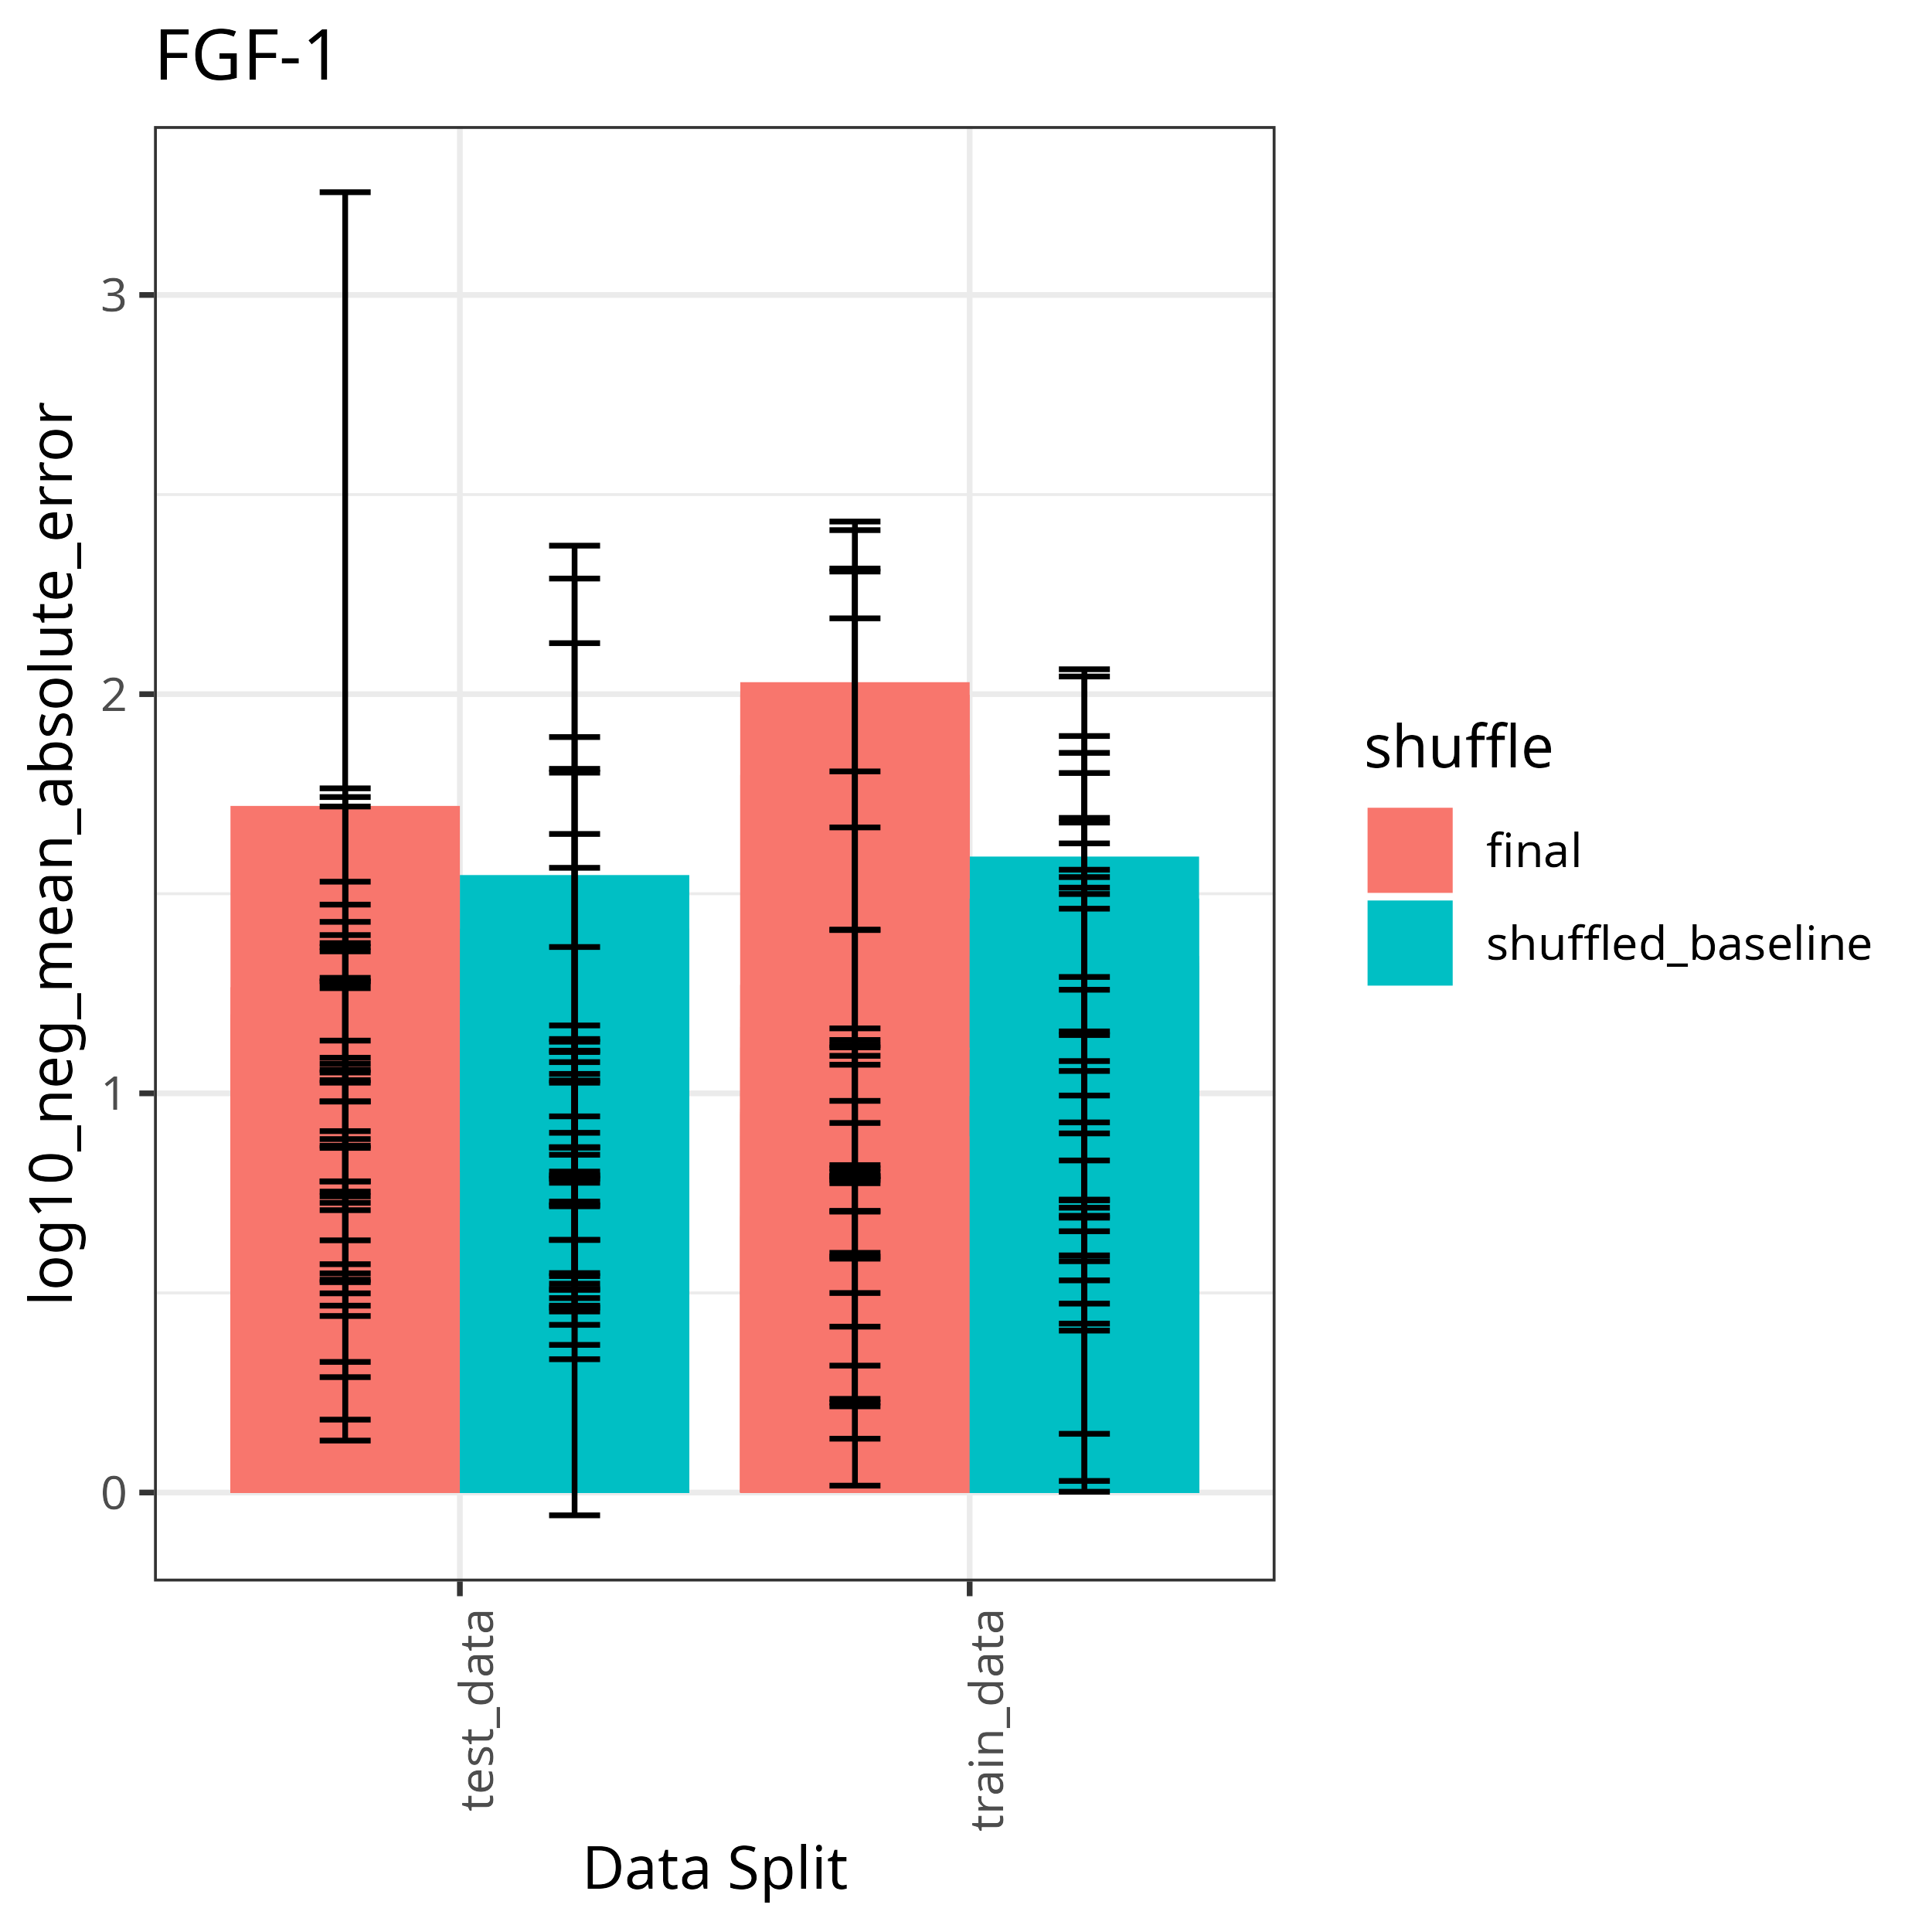 FGF-1
log10_neg_mean_absolute_error
3
2
1
0
test_data
train_data
Data Split
shuffle
final
shuffled_baseline